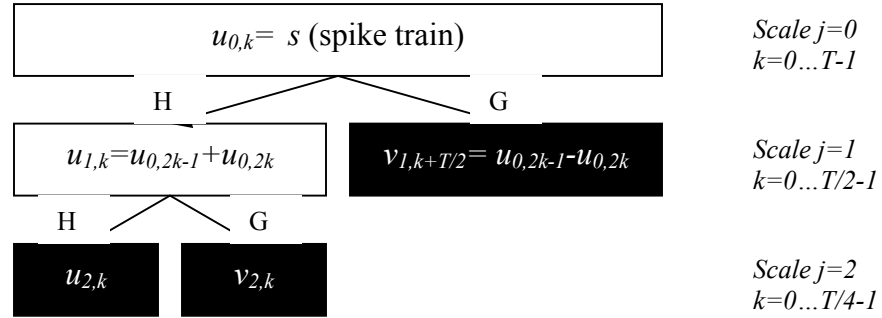 u0,k= s (spike train)
Scale j=0
k=0...T-1
H
G
u1,k=u0,2k-1+u0,2k
v1,k+T/2= u0,2k-1-u0,2k
Scale j=1
k=0...T/2-1
H
G
u2,k
v2,k
Scale j=2
k=0...T/4-1